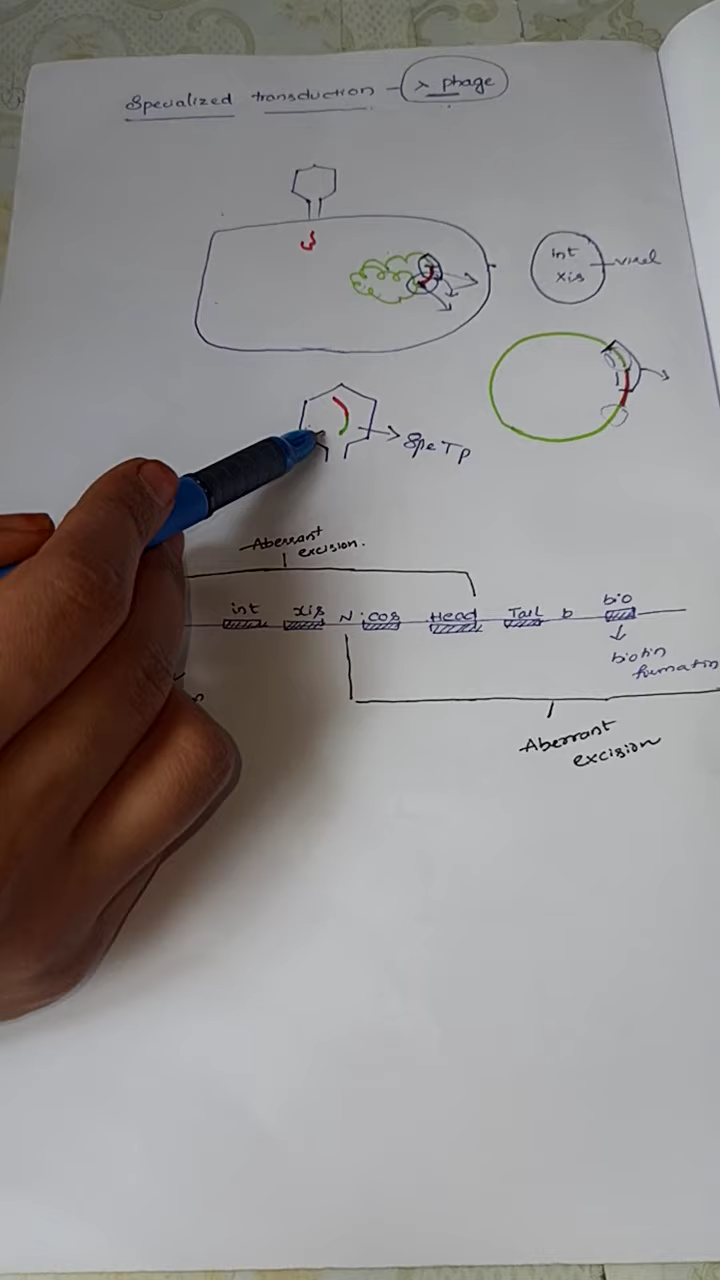 Specialized transduction - λ phage
int
xis
viral
Spe Tp
Aberrant
excision.
int xis N cos Head Tail b bio
biotin
Aberrant
excision